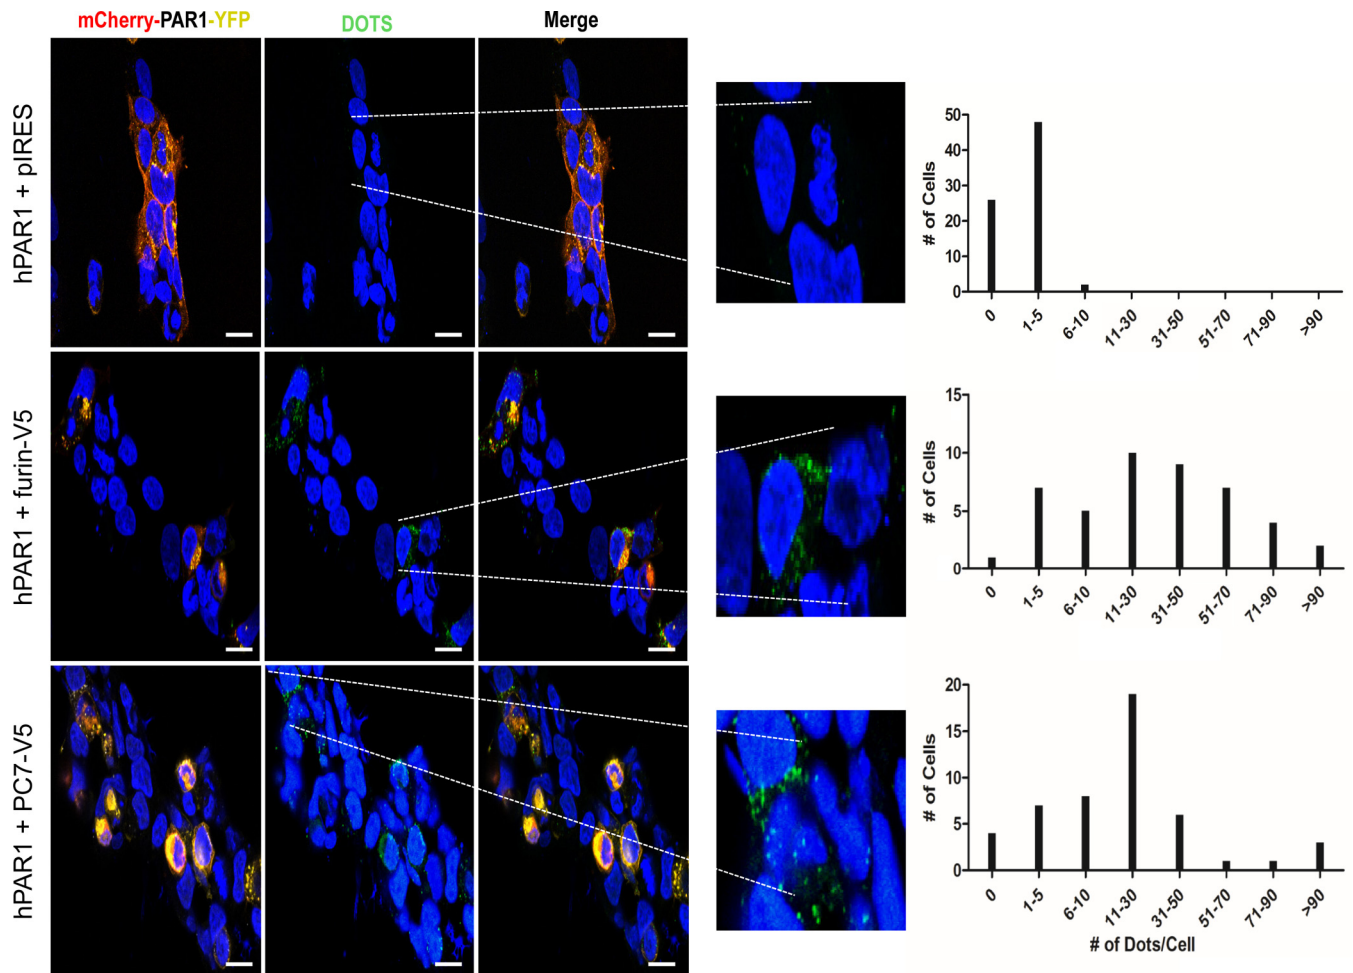 mCherry-PAR1-YFP
DOTS
Merge
hPAR1 + pIRES
# of Cells
50
40
30
20
10
0
0 1-5 6-10 11-30 31-50 51-70 71-90 >90
hPAR1 + furin-V5
# of Cells
15
10
5
0
0 1-5 6-10 11-30 31-50 51-70 71-90 >90
hPAR1 + PC7-V5
# of Cells
20
15
10
5
0
0 1-5 6-10 11-30 31-50 51-70 71-90 >90
# of Dots/Cell